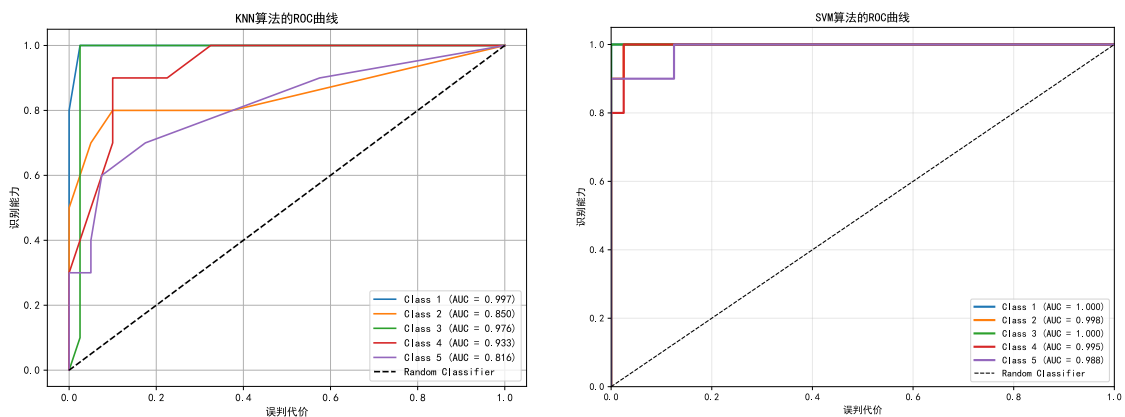 KNN算法的ROC曲线
识别能力
1.0
0.8
0.6
0.4
0.2
0.0
0.0
0.2
0.4
0.6
0.8
1.0
误判代价
Class 1 (AUC = 0.997)
Class 2 (AUC = 0.850)
Class 3 (AUC = 0.976)
Class 4 (AUC = 0.933)
Class 5 (AUC = 0.816)
Random Classifier
SVM算法的ROC曲线
识别能力
1.0
0.8
0.6
0.4
0.2
0.0
0.0
0.2
0.4
0.6
0.8
1.0
误判代价
Class 1 (AUC = 1.000)
Class 2 (AUC = 0.998)
Class 3 (AUC = 1.000)
Class 4 (AUC = 0.995)
Class 5 (AUC = 0.988)
Random Classifier